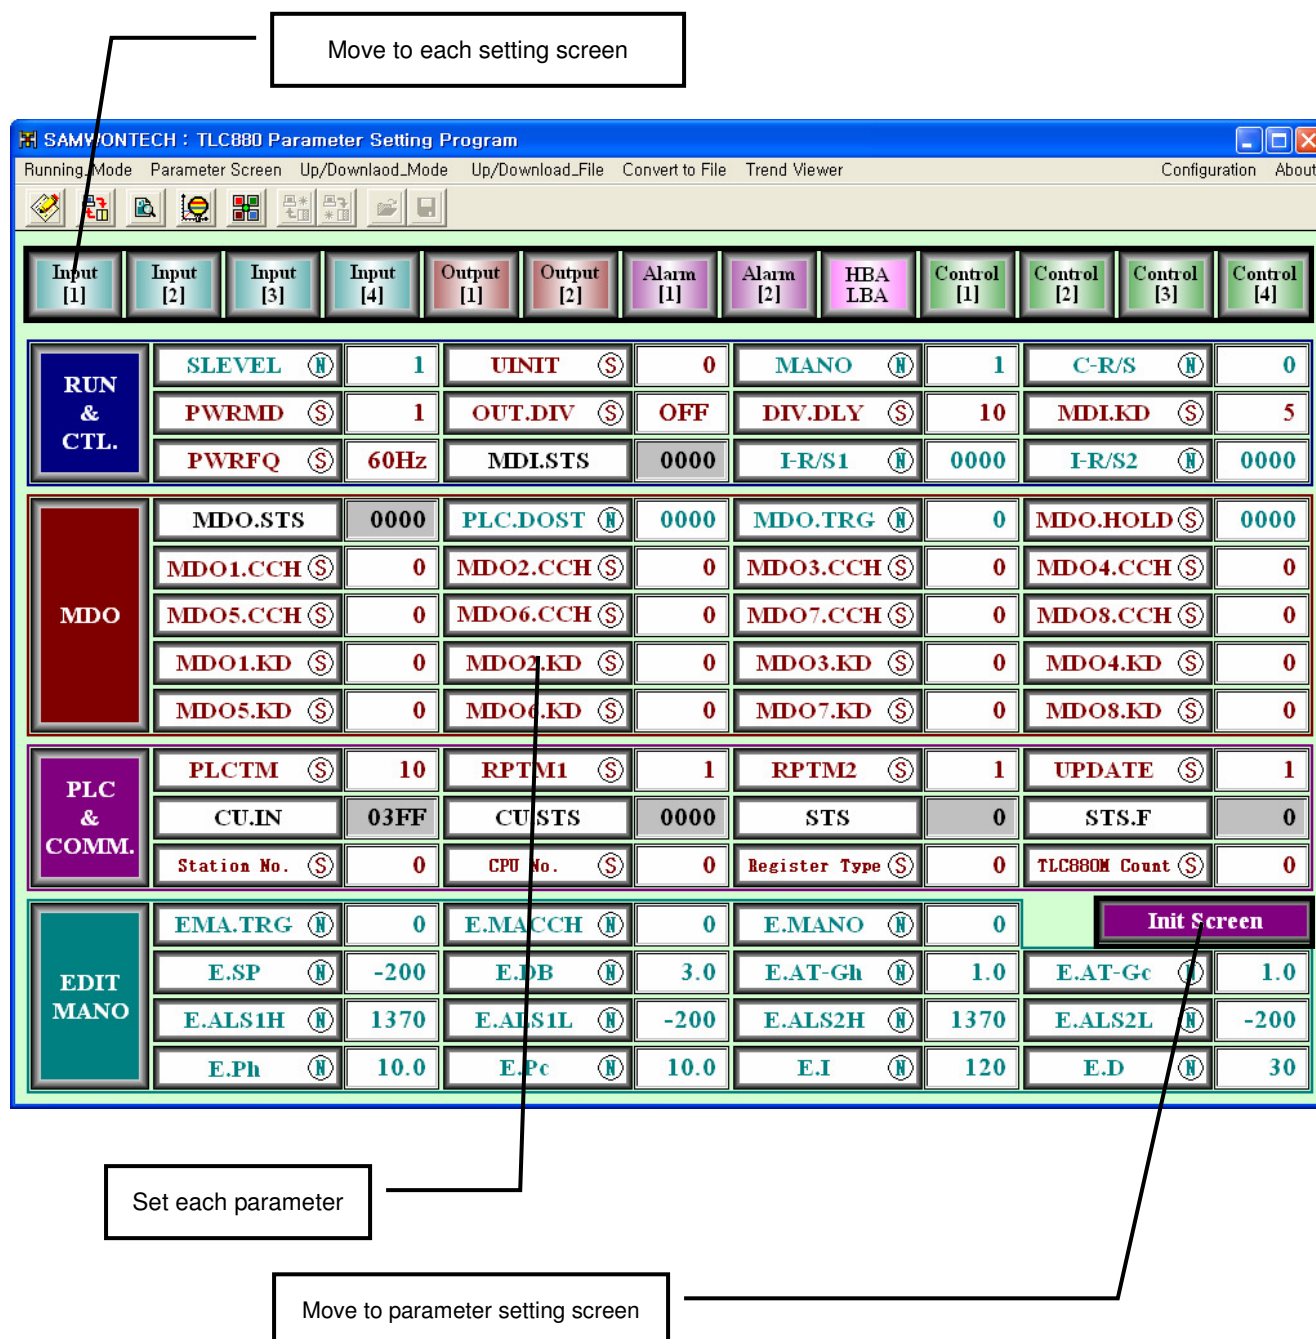 Move to each setting screen
SAMWONTECH : TLC880 Parameter Setting Program
Running_Mode Parameter Screen Up/Downlaod_Mode Up/Download_File Convert to File Trend Viewer Configuration About
Input [1] Input [2] Input [3] Input [4] Output [1] Output [2] Alarm [1] Alarm [2] HBA LBA Control [1] Control [2] Control [3] Control [4]
RUN & CTL.
SLEVEL N 1 UINIT S 0 MANO N 1 C-R/S N 0
PWRMD S 1 OUT.DIV S OFF DIV.DLY S 10 MDI.KD S 5
PWRFQ S 60Hz MDI.STS 0000 I-R/S1 N 0000 I-R/S2 N 0000
MDO
MDO.STS 0000 PLC.DOST N 0000 MDO.TRG N 0 MDO.HOLD S 0000
MDO1.CCH S 0 MDO2.CCH S 0 MDO3.CCH S 0 MDO4.CCH S 0
MDO5.CCH S 0 MDO6.CCH S 0 MDO7.CCH S 0 MDO8.CCH S 0
MDO1.KD S 0 MDO2.KD S 0 MDO3.KD S 0 MDO4.KD S 0
MDO5.KD S 0 MDO6.KD S 0 MDO7.KD S 0 MDO8.KD S 0
PLC & COMM.
PLCTM S 10 RPTM1 S 1 RPTM2 S 1 UPDATE S 1
CU.IN 03FF CU.STS 0000 STS 0 STS.F 0
Station No. S 0 CPU No. S 0 Register Type S 0 TLC880M Count S 0
EDIT MANO
EMA.TRG N 0 E.MACCH N 0 E.MANO N 0 Init Screen
E.SP N -200 E.DB N 3.0 E.AT-Gh N 1.0 E.AT-Gc N 1.0
E.ALS1H N 1370 E.ALS1L N -200 E.ALS2H N 1370 E.ALS2L N -200
E.Ph N 10.0 E.Pc N 10.0 E.I N 120 E.D N 30
Set each parameter
Move to parameter setting screen